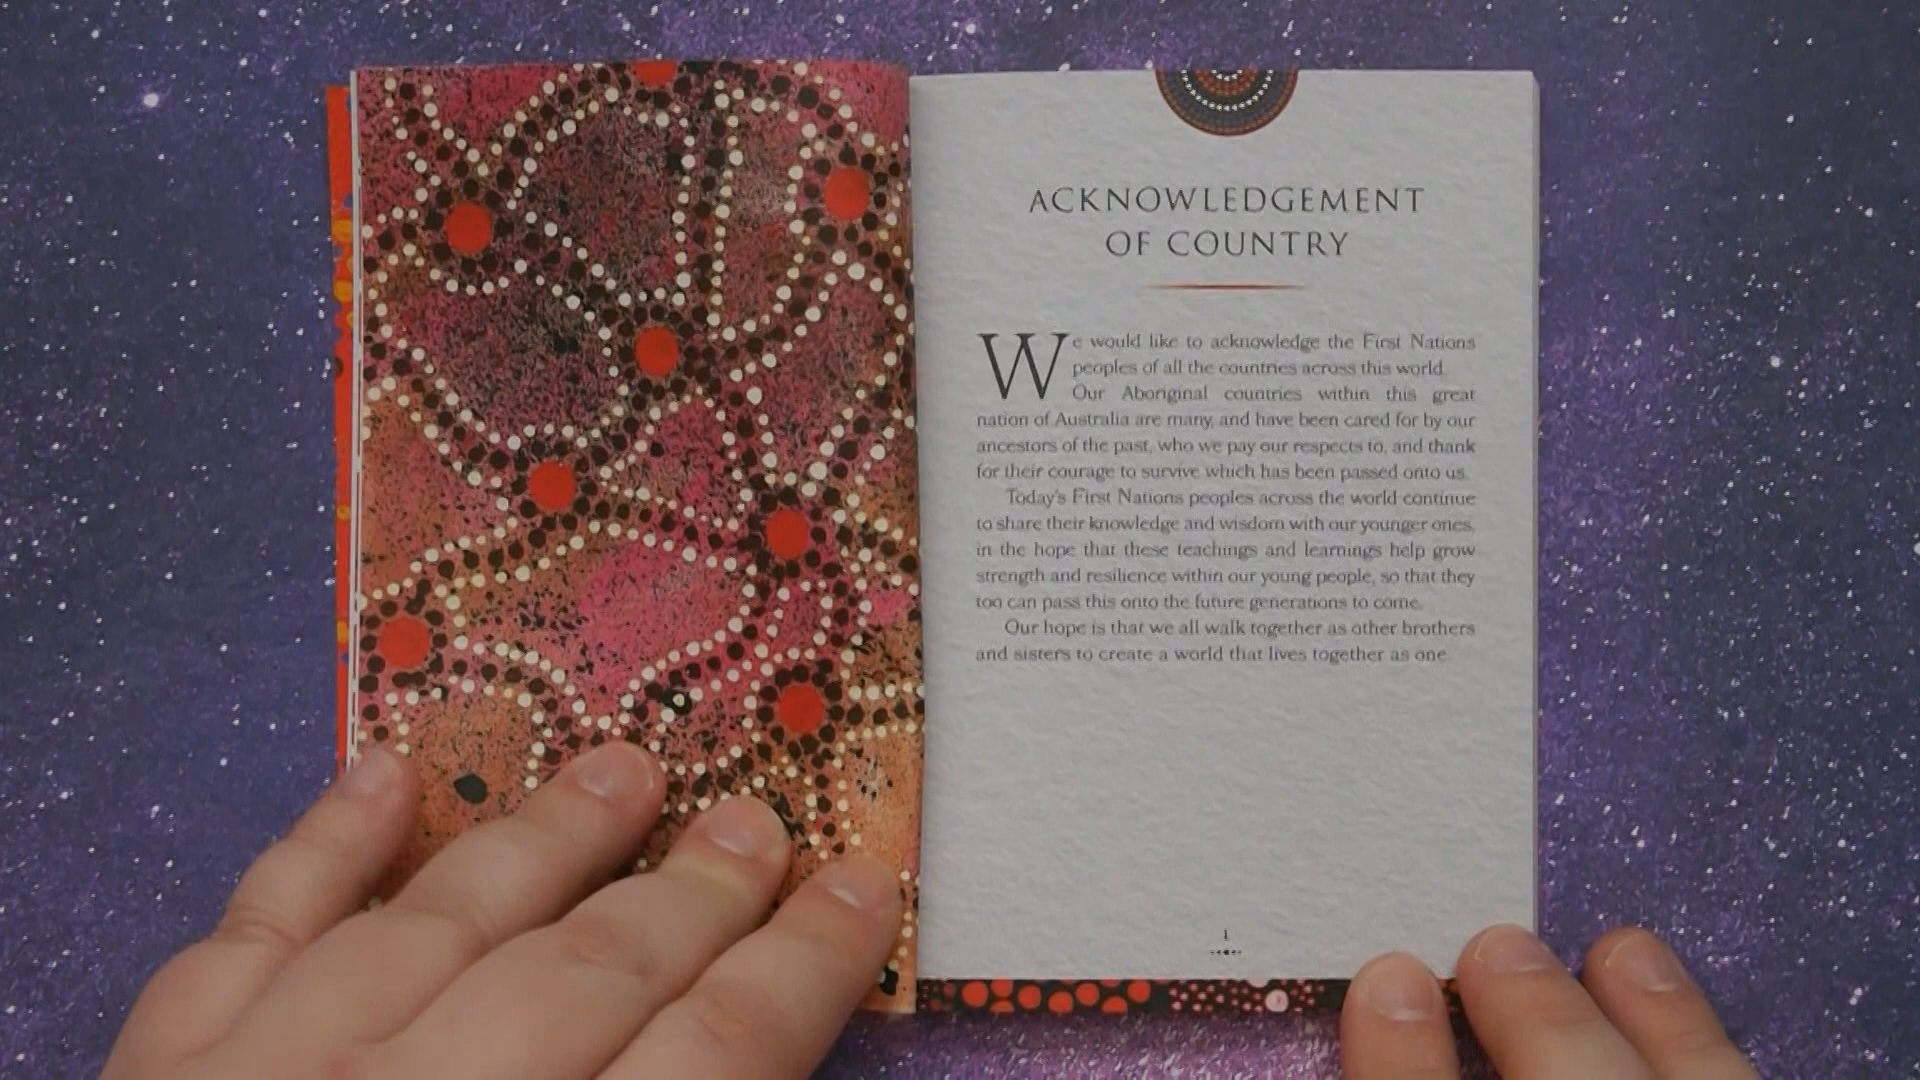 ACKNOWLEDGEMENT
OF COUNTRY
We would like to acknowledge the First Nations
peoples of all the countries across this world.
Our Aboriginal countries within this great
nation of Australia are many, and have been cared for by our
ancestors of the past, who we pay our respects to, and thank
for their courage to survive which has been passed onto us.
Today's First Nations peoples across the world continue
to share their knowledge and wisdom with our younger ones,
in the hope that these teachings and learnings help grow
strength and resilience within our young people, so that they
too can pass this onto the future generations to come.
Our hope is that we all walk together as other brothers
and sisters to create a world that lives together as one.
1